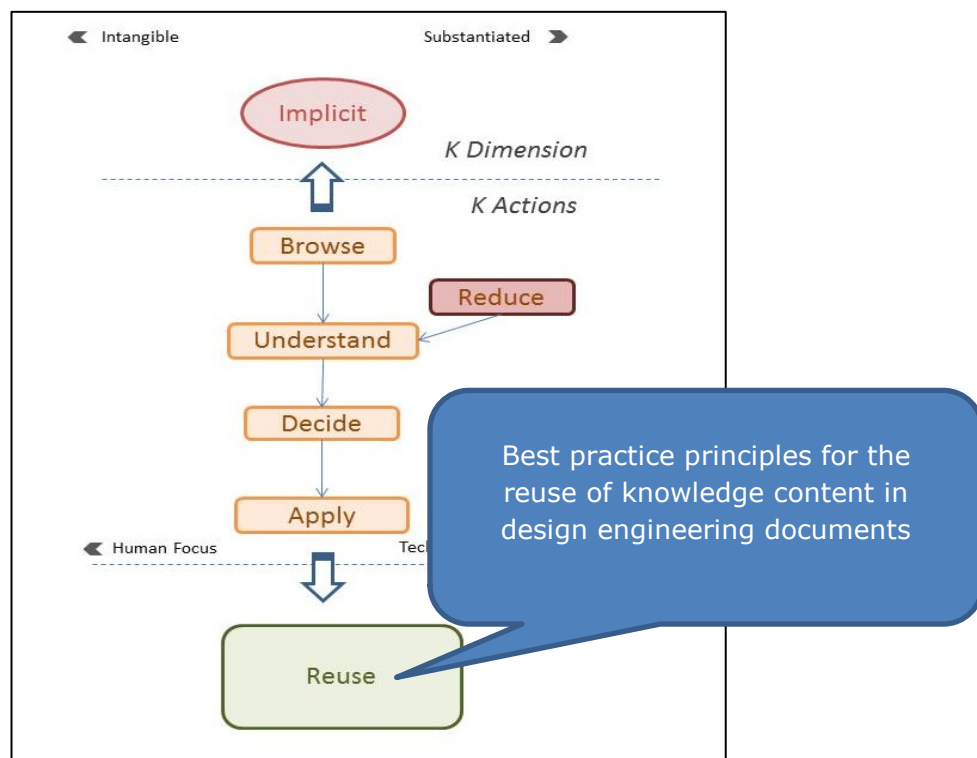 Intangible
Substantiated
Implicit
K Dimension
K Actions
Browse
Reduce
Understand
Decide
Apply
Best practice principles for the
reuse of knowledge content in
design engineering documents
Human Focus
Reuse